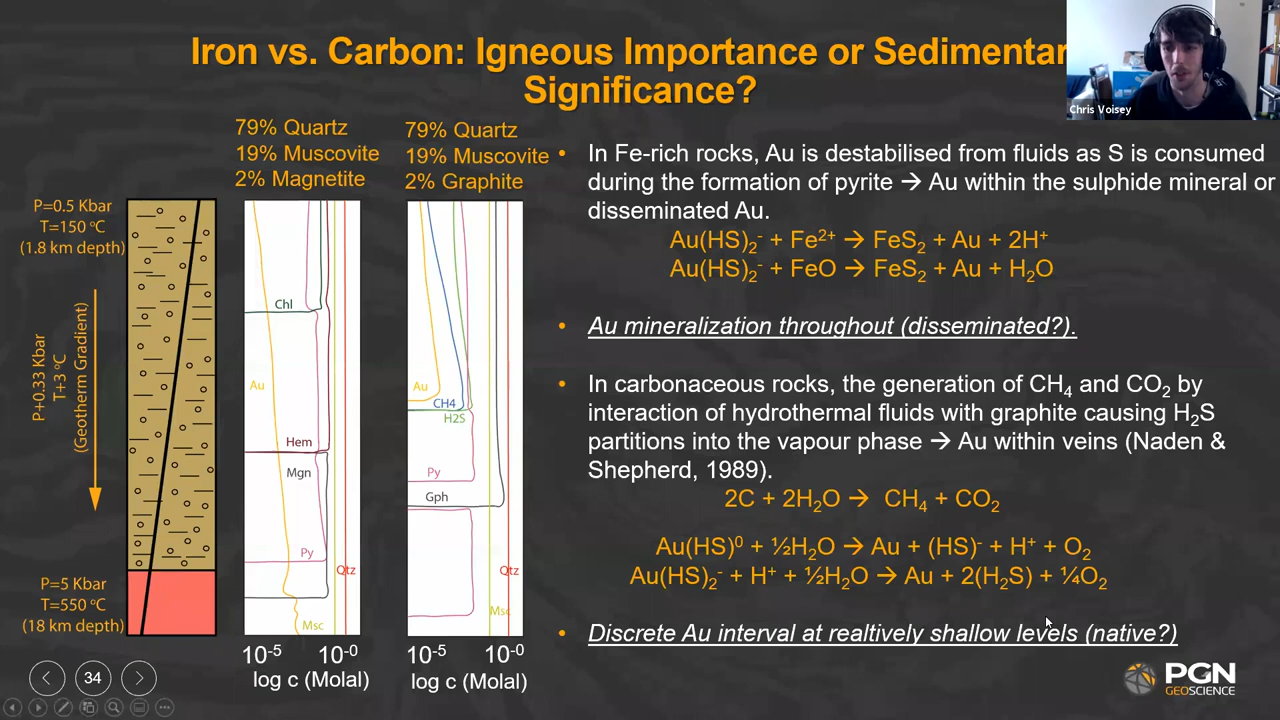 Iron vs. Carbon: Igneous Importance or Sedimentar
Significance?
Chris Voisey
79% Quartz
19% Muscovite
2% Magnetite
79% Quartz
19% Muscovite
2% Graphite
P=0.5 Kbar
T=150 °C
(1.8 km depth)
P+0.33 Kbar
T+3 °C
(Geotherm Gradient)
P=5 Kbar
T=550 °C
(18 km depth)
Chl
Au
Hem
Mgn
Py
Qtz
Msc
10⁻⁵ 10⁻⁰
log c (Molal)
Au
CH4
H2S
Py
Gph
Qtz
Msc
10⁻⁵ 10⁻⁰
log c (Molal)
• In Fe-rich rocks, Au is destabilised from fluids as S is consumed
during the formation of pyrite → Au within the sulphide mineral or
disseminated Au.
Au(HS)₂⁻ + Fe²⁺ → FeS₂ + Au + 2H⁺
Au(HS)₂⁻ + FeO → FeS₂ + Au + H₂O
• Au mineralization throughout (disseminated?).
• In carbonaceous rocks, the generation of CH₄ and CO₂ by
interaction of hydrothermal fluids with graphite causing H₂S
partitions into the vapour phase → Au within veins (Naden &
Shepherd, 1989).
2C + 2H₂O → CH₄ + CO₂
Au(HS)⁰ + ½H₂O → Au + (HS)⁻ + H⁺ + O₂
Au(HS)₂⁻ + H⁺ + ½H₂O → Au + 2(H₂S) + ¼O₂
• Discrete Au interval at realtively shallow levels (native?)
34
PGN
GEOSCIENCE